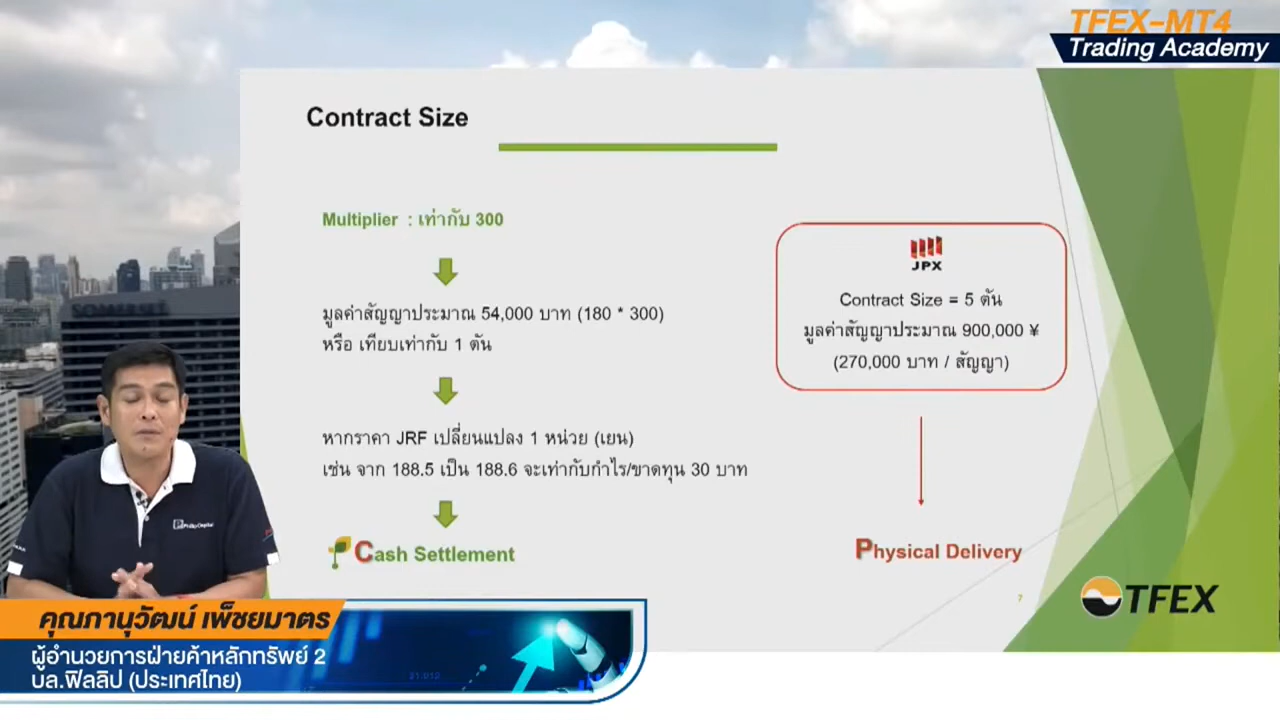 TFEX-MT4
Trading Academy
Contract Size
Multiplier : เท่ากับ 300
มูลค่าสัญญาประมาณ 54,000 บาท (180 * 300)
หรือ เทียบเท่ากับ 1 ตัน
หากราคา JRF เปลี่ยนแปลง 1 หน่วย (เยน)
เช่น จาก 188.5 เป็น 188.6 จะเท่ากับกำไร/ขาดทุน 30 บาท
Cash Settlement
JPX
Contract Size = 5 ตัน
มูลค่าสัญญาประมาณ 900,000 ¥
(270,000 บาท / สัญญา)
Physical Delivery
7
TFEX
SOMERSET
PhillipCapital
คุณภานุวัฒน์ เพ็ชยมาตร
ผู้อำนวยการฝ่ายค้าหลักทรัพย์ 2
บล.ฟิลลิป (ประเทศไทย)